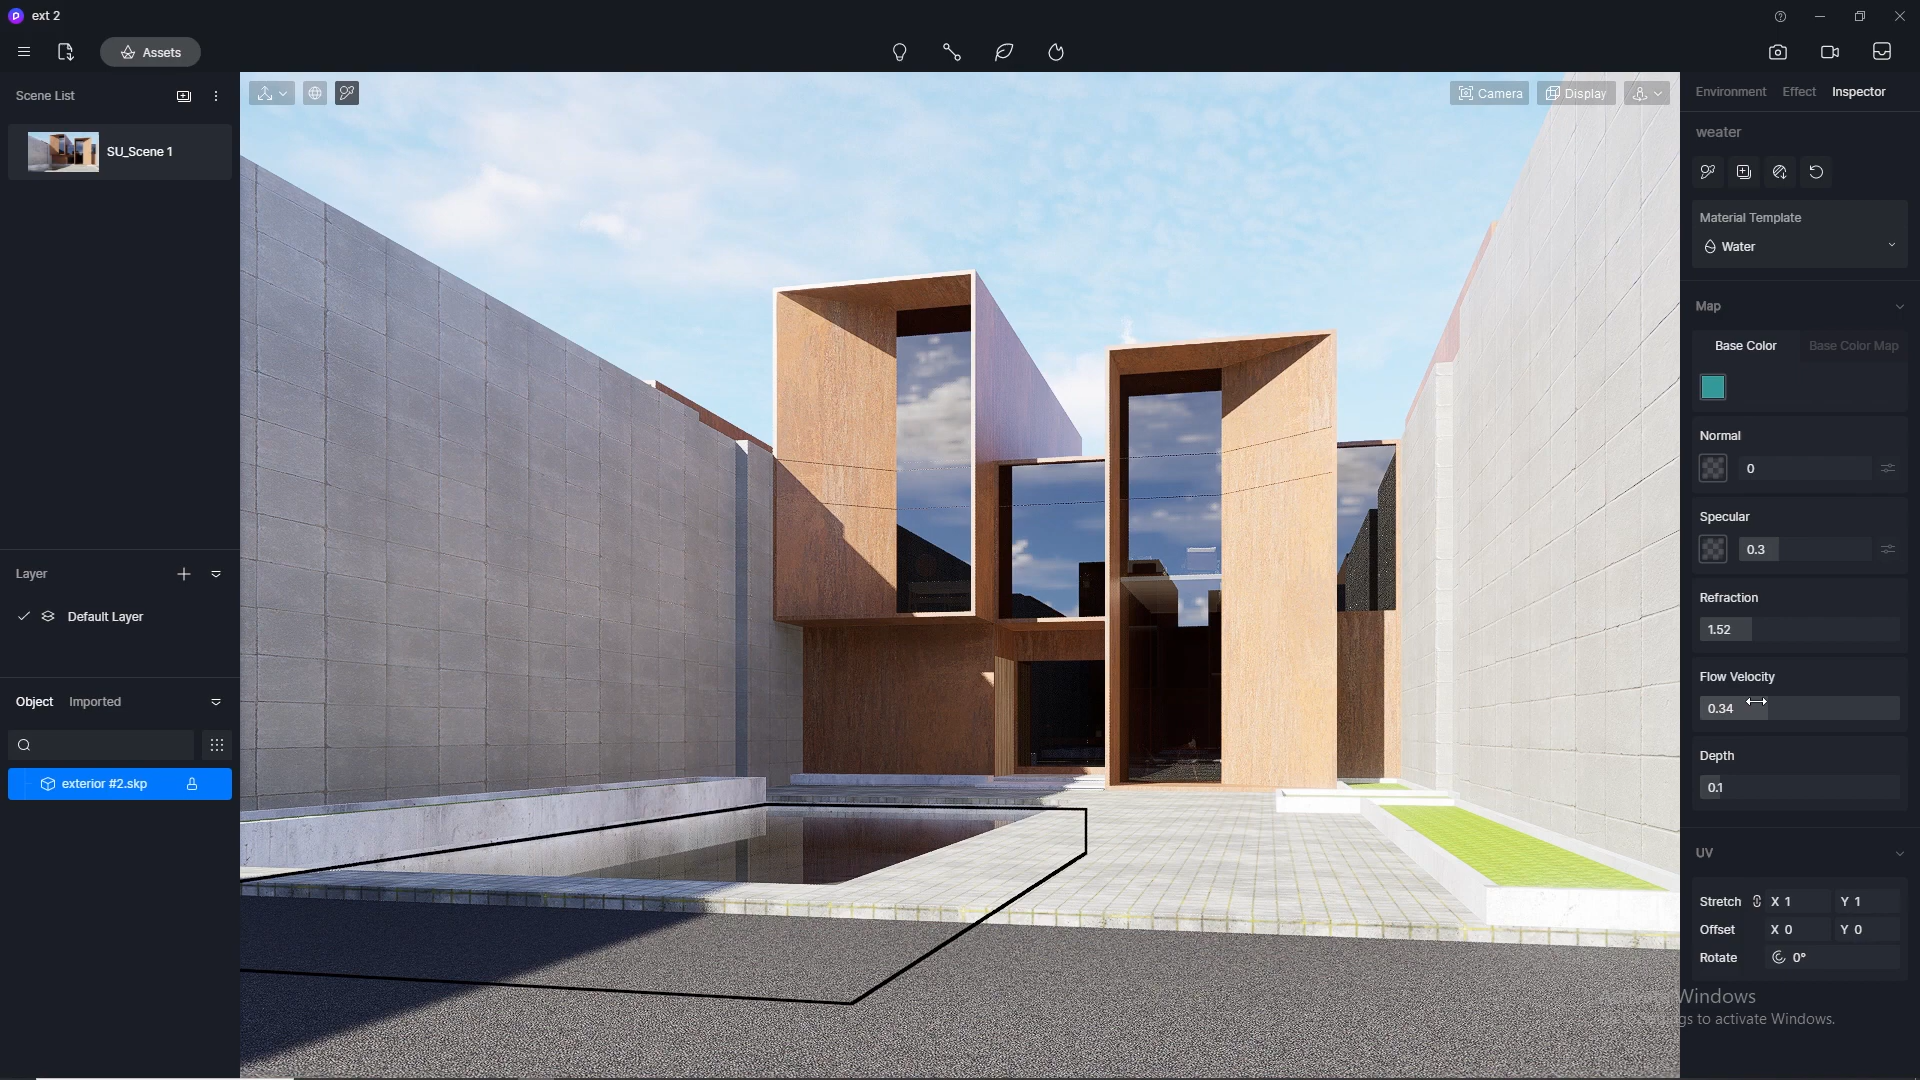 ext 2
Assets
Scene List
SU_Scene 1
Layer
Default Layer
Object Imported
exterior #2.skp
Camera Display
Environment Effect Inspector
weater
Material Template
Water
Map
Base Color Base Color Map
Normal
0
Specular
0.3
Refraction
1.52
Flow Velocity
0.34
Depth
0.1
UV
Stretch X 1 Y 1
Offset X 0 Y 0
Rotate 0°
Windows
to activate Windows.